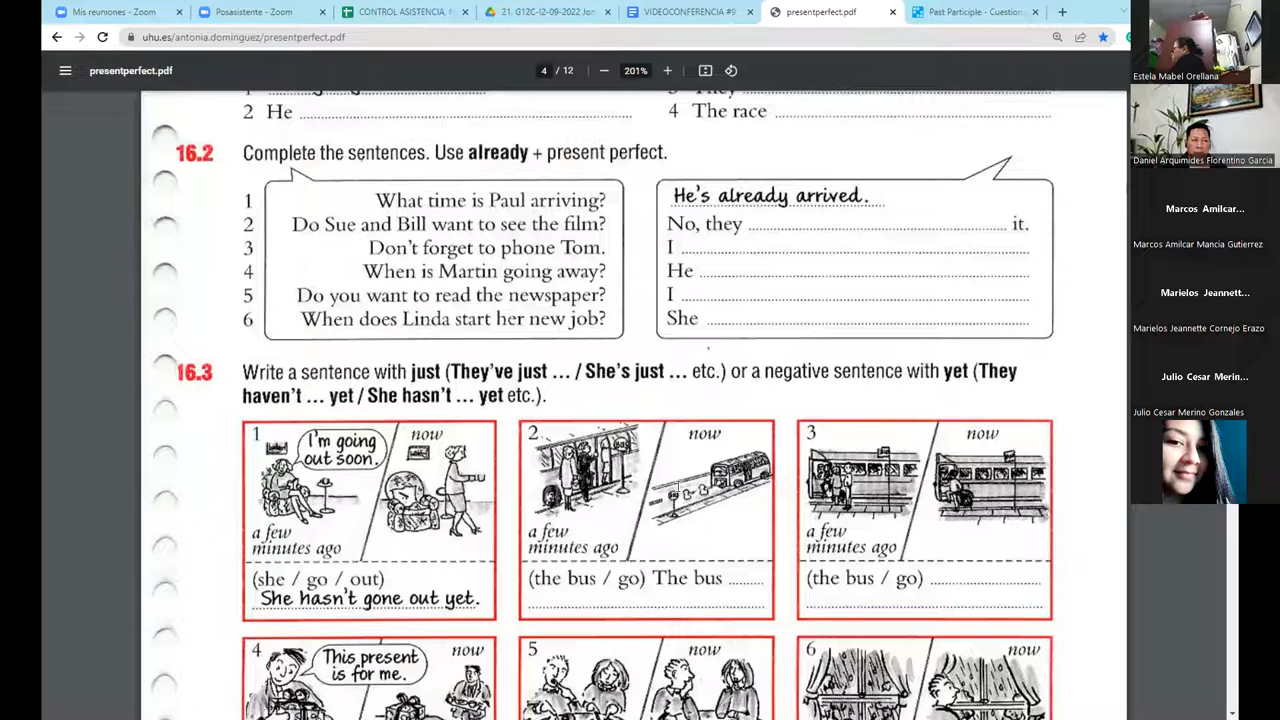 Mis reuniones - Zoom
Posasistente - Zoom
CONTROL ASISTENCIA,
21. G12C-I2-09-2022
VIDEOCONFERENCIA #9
presentperfect.pdf
Past Participle - Cuestion
uhu.es/antonia.dominguez/presentperfect.pdf
presentperfect.pdf
4 / 12
201%
2 He
4 The race
16.2 Complete the sentences. Use already + present perfect.
1 What time is Paul arriving?
2 Do Sue and Bill want to see the film?
3 Don't forget to phone Tom.
4 When is Martin going away?
5 Do you want to read the newspaper?
6 When does Linda start her new job?
He's already arrived.
No, they it.
I
He
I
She
16.3 Write a sentence with just (They've just ... / She's just ... etc.) or a negative sentence with yet (They
haven't ... yet / She hasn't ... yet etc.).
1
I'm going
out soon.
now
a few
minutes ago
(she / go / out)
She hasn't gone out yet.
2
now
a few
minutes ago
(the bus / go) The bus
3
now
a few
minutes ago
(the bus / go)
4
This present
is for me.
now
5
now
6
now
Estela Mabel Orellana
Daniel Arquimides Florentino Garcia
Marcos Amilcar...
Marcos Amilcar Mancia Gutierrez
Marielos Jeannett...
Marielos Jeannette Cornejo Erazo
Julio Cesar Merin...
Julio Cesar Merino Gonzales